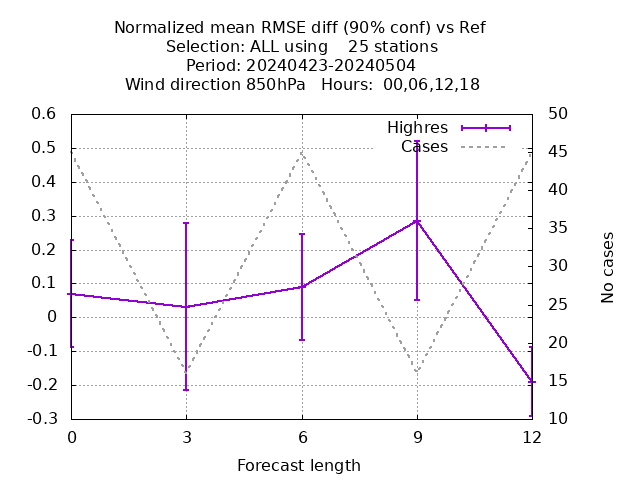 Normalized mean RMSE diff (90% conf) vs Ref
Selection: ALL using    25 stations
Period: 20240423-20240504
Wind direction 850hPa   Hours:  00,06,12,18
0.6
0.5
0.4
0.3
0.2
0.1
0
-0.1
-0.2
-0.3
Highres
Cases
50
45
40
35
30
25
20
15
10
No cases
0 3 6 9 12
Forecast length